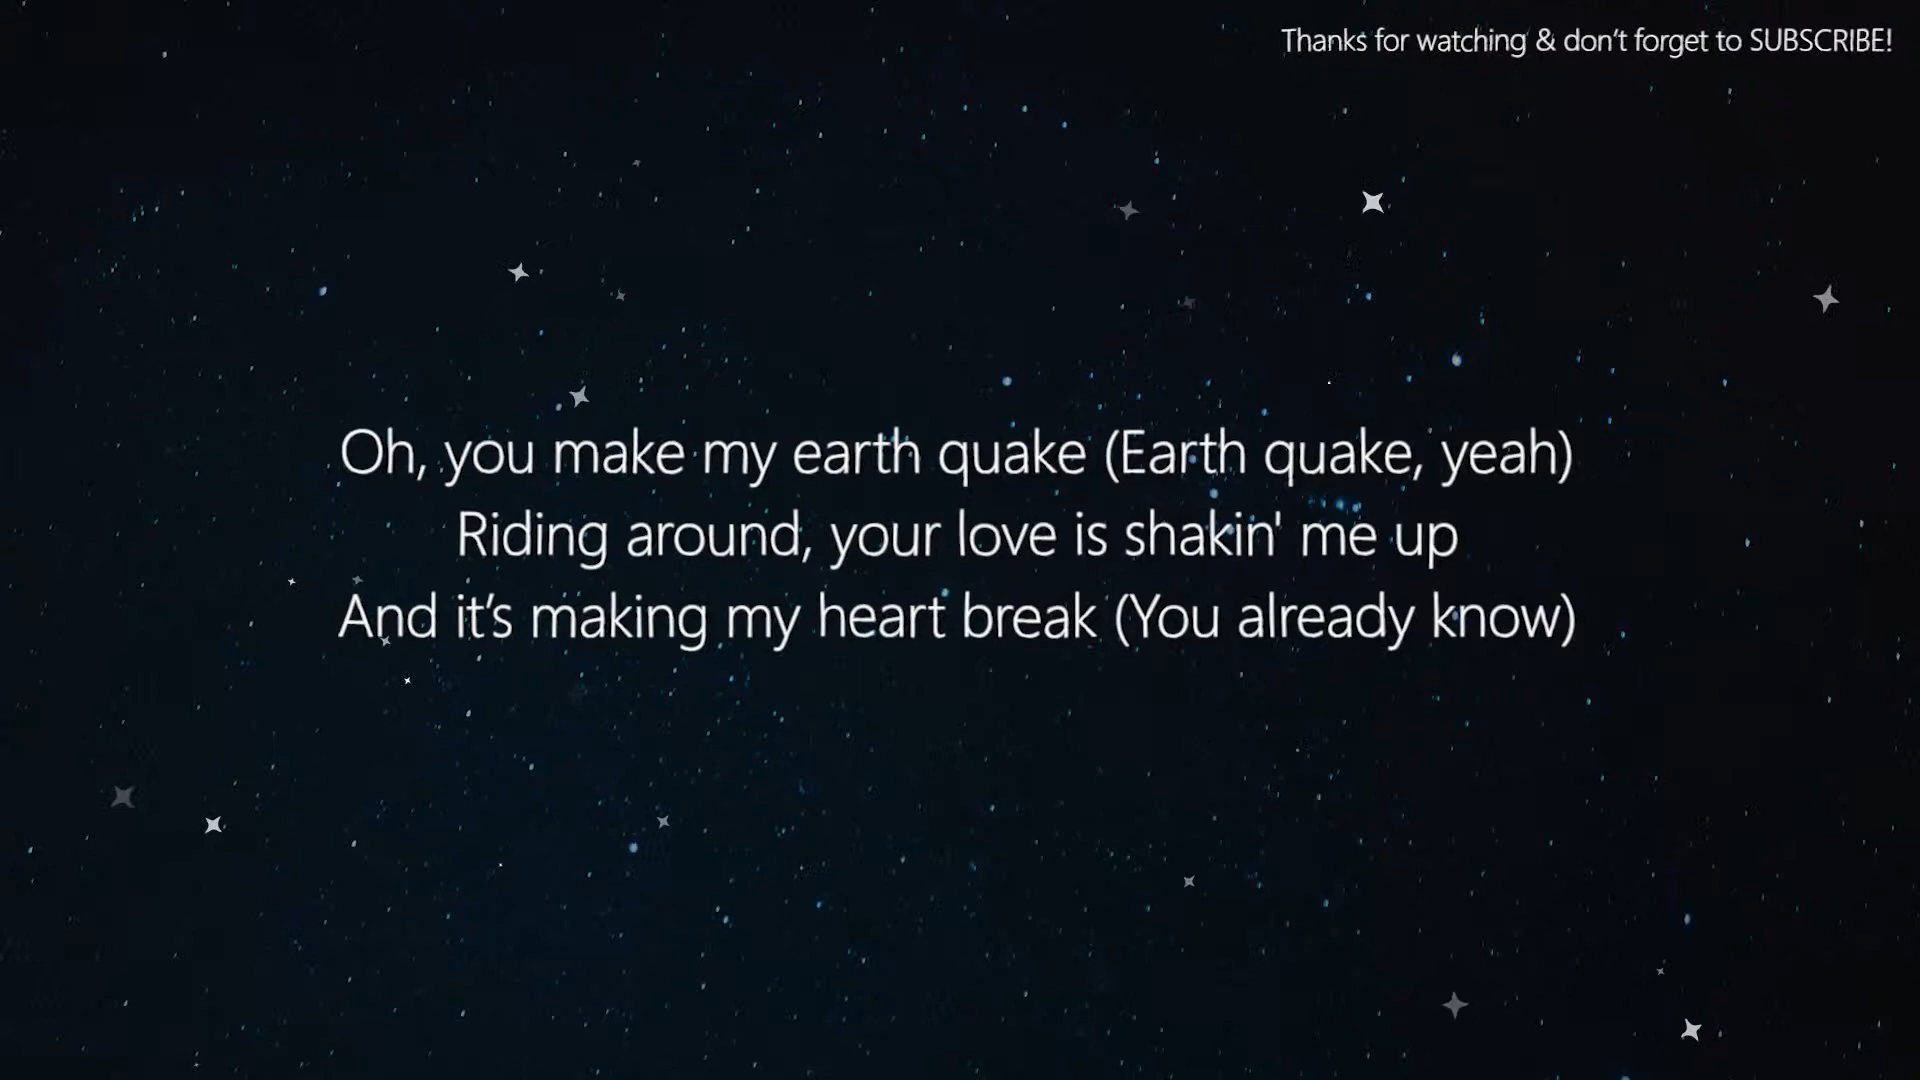 Thanks for watching & don’t forget to SUBSCRIBE!
Oh, you make my earth quake (Earth quake, yeah)
Riding around, your love is shakin' me up
And it’s making my heart break (You already know)